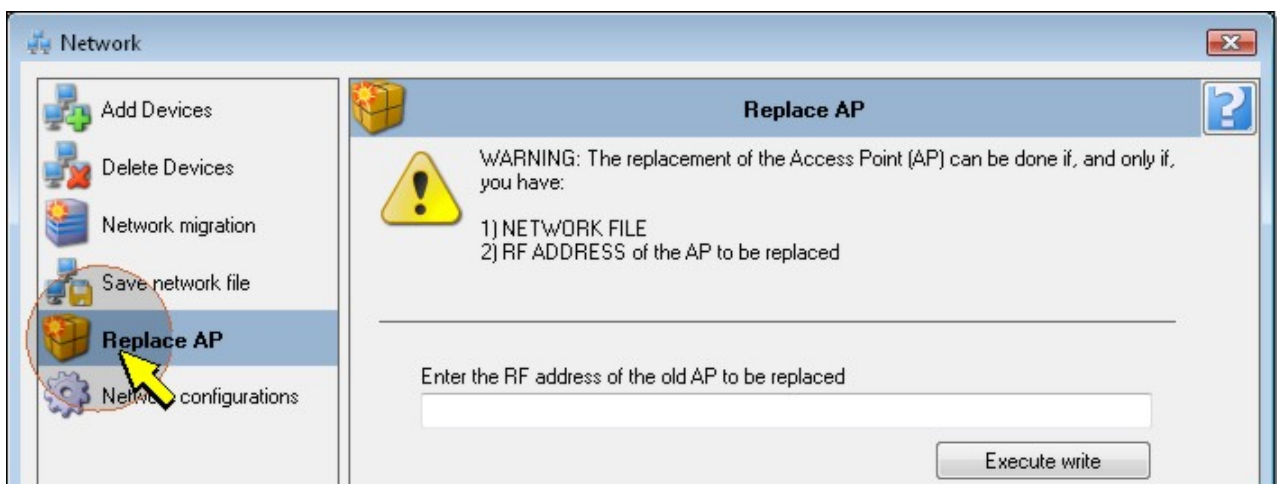 Network
Add Devices
Delete Devices
Network migration
Save network file
Replace AP
Network configurations
Replace AP
WARNING: The replacement of the Access Point (AP) can be done if, and only if,
you have:
1) NETWORK FILE
2) RF ADDRESS of the AP to be replaced
Enter the RF address of the old AP to be replaced
Execute write